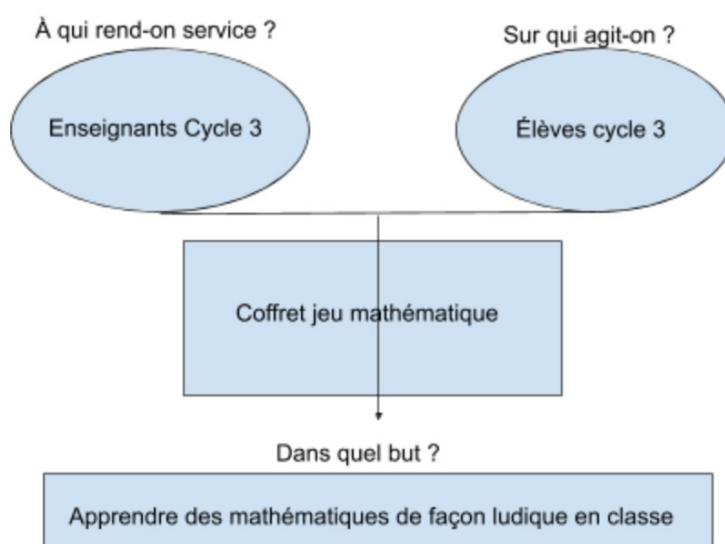 À qui rend-on service ?
Sur qui agit-on ?
Enseignants Cycle 3
Élèves cycle 3
Coffret jeu mathématique
Dans quel but ?
Apprendre des mathématiques de façon ludique en classe